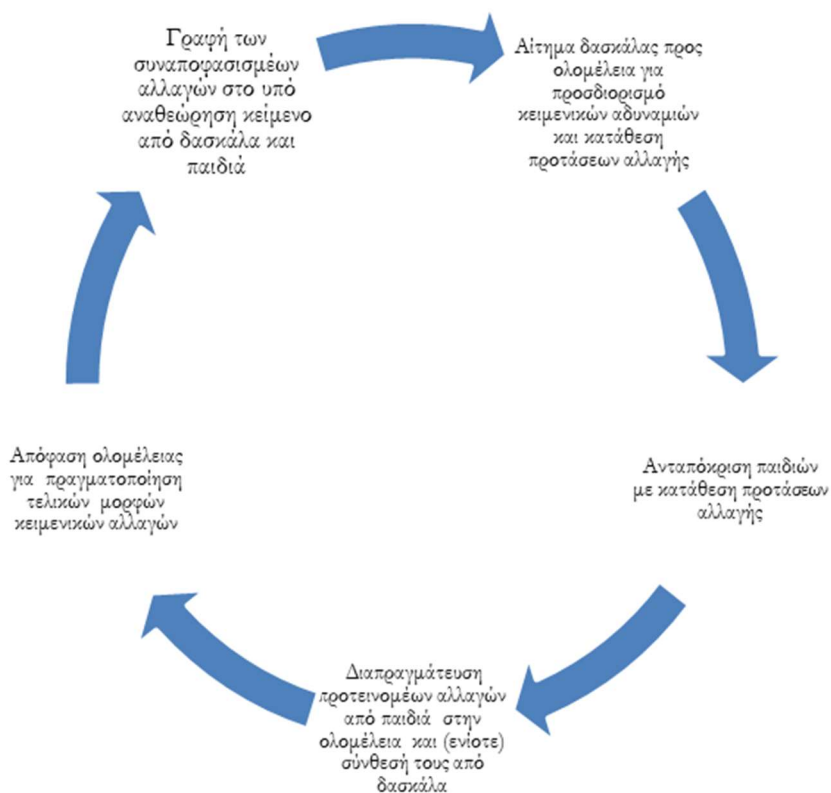 Γραφή των
συναποφασισμέων
αλλαγών στο υπό
αναθεώρηση κείμενο
από δασκάλα και
παιδιά
Αίτημα δασκάλας προς
ολομέλεια για
προσδιορισμό
κειμενικών αδυναμιών
και κατάθεση
προτάσεων αλλαγής
Ανταπόκριση παιδιών
με κατάθεση προτάσεων
αλλαγής
Διαπραγμάτευση
προτεινομέων αλλαγών
από παιδιά στην
ολομέλεια και (ενίοτε)
σύνθεσή τους από
δασκάλα
Απόφαση ολομέλειας
για πραγματοποίηση
τελικών μορφών
κειμενικών αλλαγών